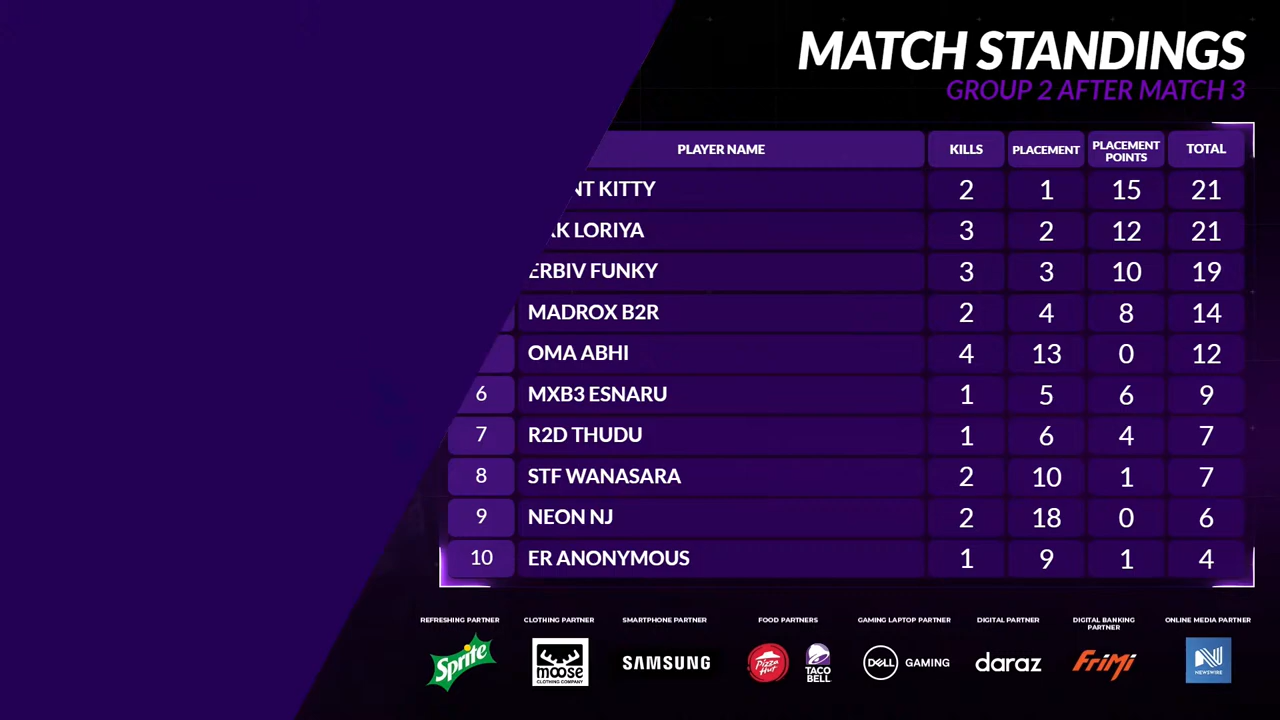 MATCH STANDINGS
GROUP 2 AFTER MATCH 3
PLAYER NAME KILLS PLACEMENT PLACEMENT POINTS TOTAL
KITTY 2 1 15 21
LORIYA 3 2 12 21
ERBIV FUNKY 3 3 10 19
MADROX B2R 2 4 8 14
OMA ABHI 4 13 0 12
6 MXB3 ESNARU 1 5 6 9
7 R2D THUDU 1 6 4 7
8 STF WANASARA 2 10 1 7
9 NEON NJ 2 18 0 6
10 ER ANONYMOUS 1 9 1 4
REFRESHING PARTNER CLOTHING PARTNER SMARTPHONE PARTNER FOOD PARTNERS GAMING LAPTOP PARTNER DIGITAL PARTNER DIGITAL BANKING PARTNER ONLINE MEDIA PARTNER
Sprite moose CLOTHING COMPANY SAMSUNG Pizza Hut TACO BELL DELL GAMING daraz FriMi NEWSWIRE